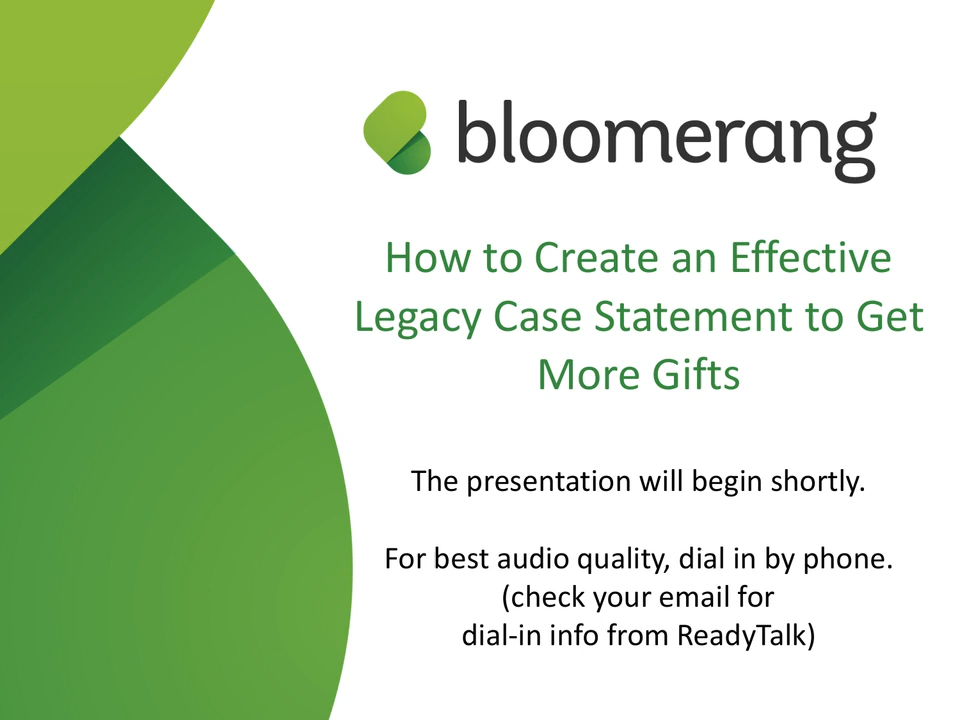 bloomerang
How to Create an Effective
Legacy Case Statement to Get
More Gifts
The presentation will begin shortly.
For best audio quality, dial in by phone.
(check your email for
dial-in info from ReadyTalk)